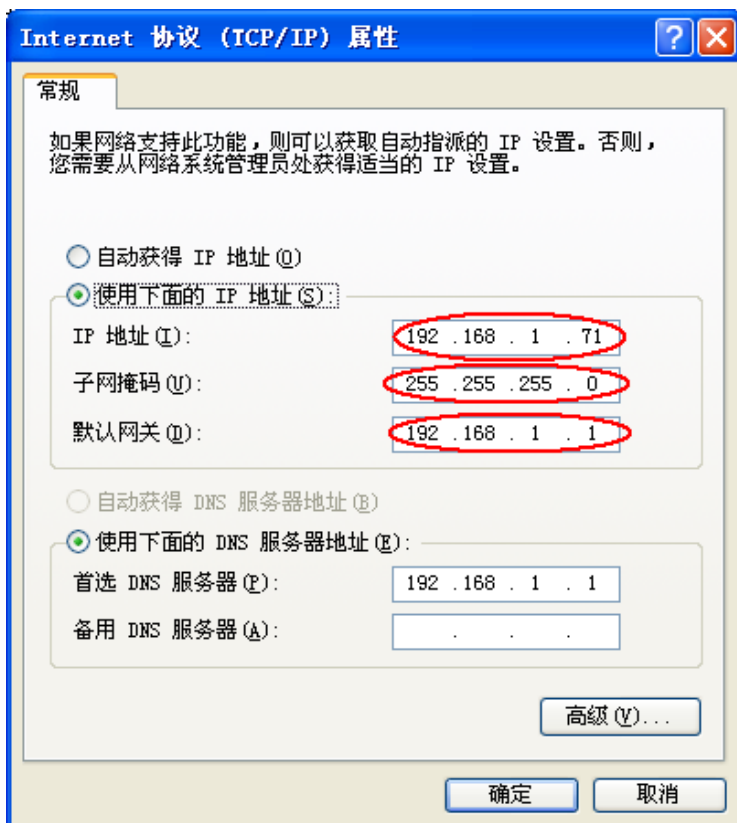 Internet 协议 (TCP/IP) 属性
常规
如果网络支持此功能，则可以获取自动指派的 IP 设置。否则，
您需要从网络系统管理员处获得适当的 IP 设置。
自动获得 IP 地址(O)
使用下面的 IP 地址(S):
IP 地址(I): 192 .168 . 1 . 71
子网掩码(U): 255 .255 .255 . 0
默认网关(D): 192 .168 . 1 . 1
自动获得 DNS 服务器地址(B)
使用下面的 DNS 服务器地址(E):
首选 DNS 服务器(P): 192 .168 . 1 . 1
备用 DNS 服务器(A): . . .
高级(V)...
确定 取消